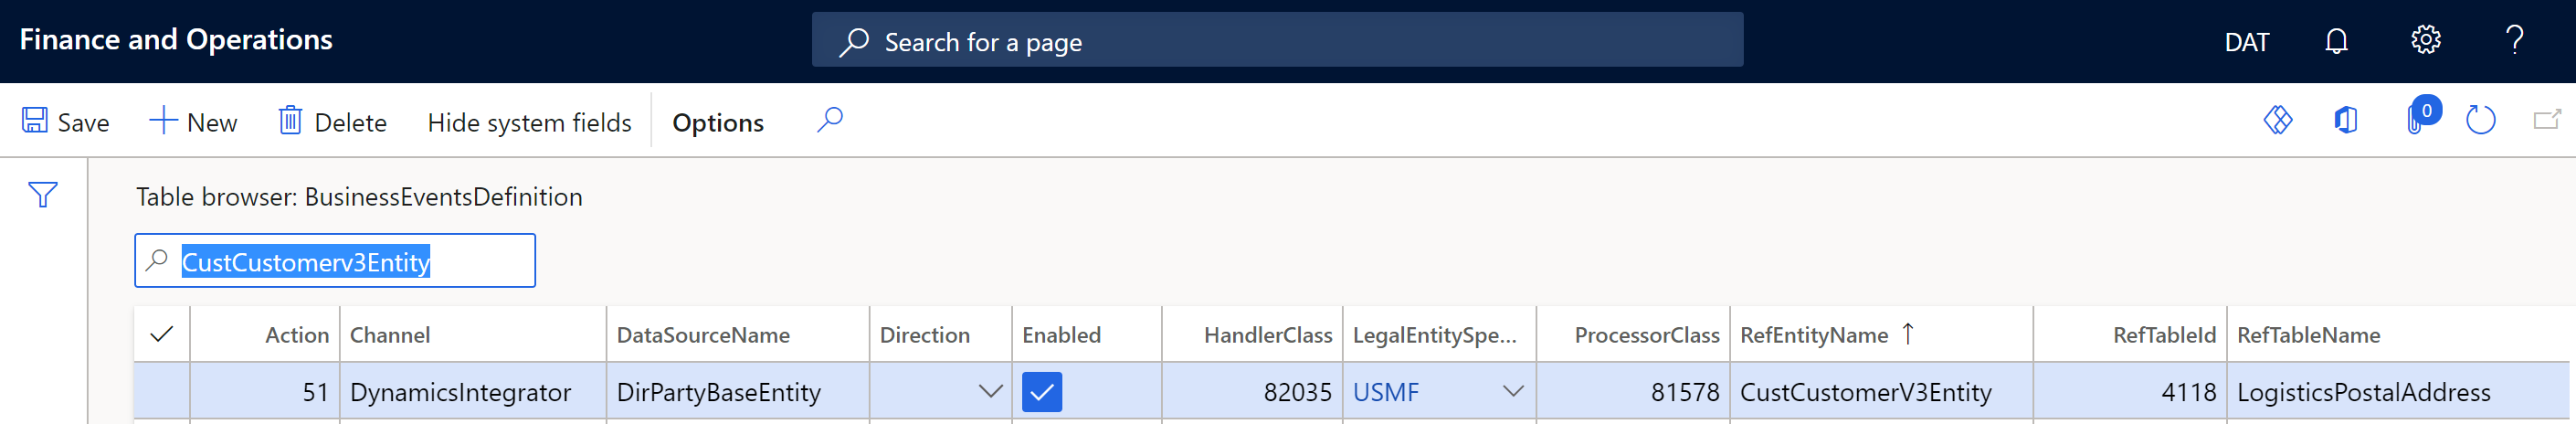 Finance and Operations Search for a page DAT ?
Save New Delete Hide system fields Options 0
Table browser: BusinessEventsDefinition
CustCustomerv3Entity
Action Channel DataSourceName Direction Enabled HandlerClass LegalEntitySpe... ProcessorClass RefEntityName ↑ RefTableId RefTableName
51 DynamicsIntegrator DirPartyBaseEntity 82035 USMF 81578 CustCustomerV3Entity 4118 LogisticsPostalAddress